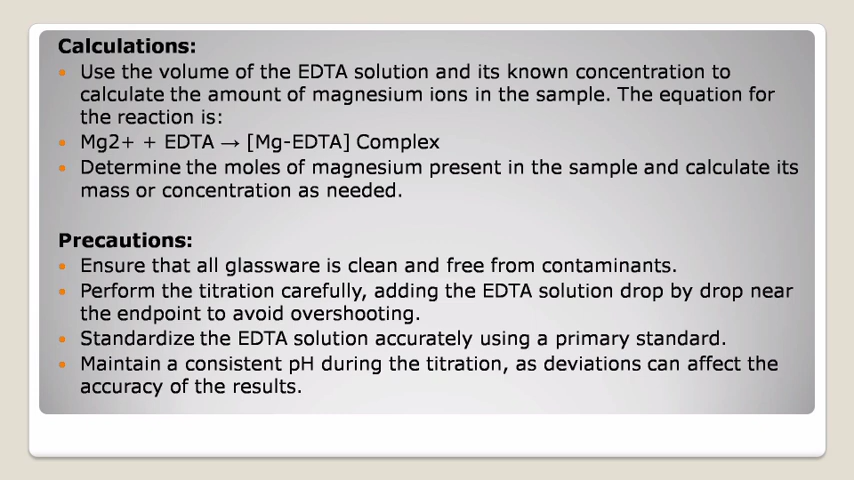 Calculations:
• Use the volume of the EDTA solution and its known concentration to
calculate the amount of magnesium ions in the sample. The equation for
the reaction is:
• Mg2+ + EDTA → [Mg-EDTA] Complex
• Determine the moles of magnesium present in the sample and calculate its
mass or concentration as needed.
Precautions:
• Ensure that all glassware is clean and free from contaminants.
• Perform the titration carefully, adding the EDTA solution drop by drop near
the endpoint to avoid overshooting.
• Standardize the EDTA solution accurately using a primary standard.
• Maintain a consistent pH during the titration, as deviations can affect the
accuracy of the results.